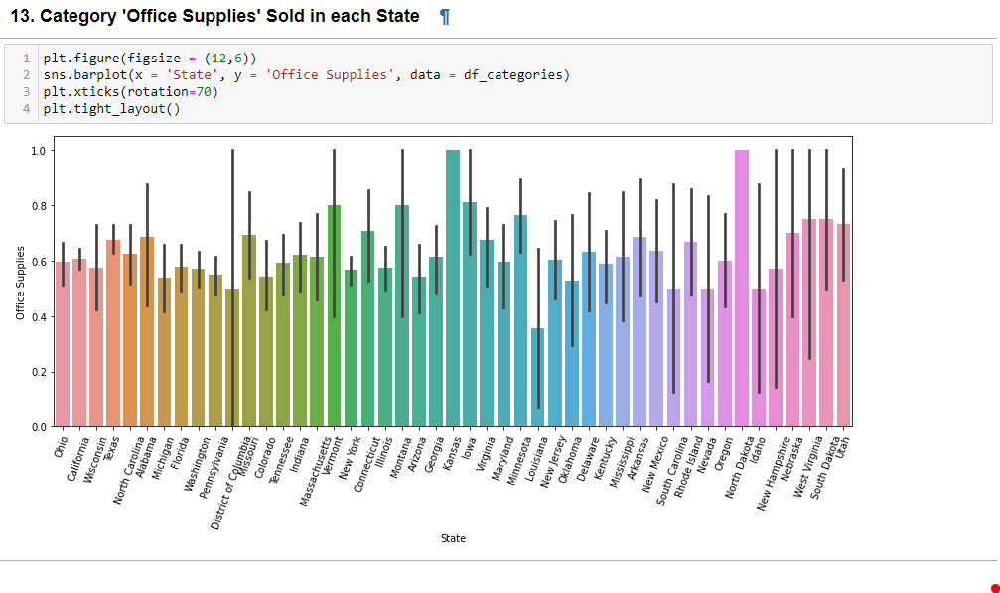 13. Category 'Office Supplies' Sold in each State ¶
1 plt.figure(figsize = (12,6))
2 sns.barplot(x = 'State', y = 'Office Supplies', data = df_categories)
3 plt.xticks(rotation=70)
4 plt.tight_layout()
1.0
0.8
0.6
0.4
0.2
0.0
Office Supplies
Ohio
California
Wisconsin
Texas
North Carolina
Alabama
Michigan
Florida
Washington
Pennsylvania
District of Columbia
Missouri
Colorado
Tennessee
Indiana
Massachusetts
Vermont
New York
Connecticut
Illinois
Montana
Arizona
Georgia
Kansas
Iowa
Virginia
Maryland
Minnesota
Louisiana
New Jersey
Oklahoma
Delaware
Kentucky
Mississippi
Arkansas
New Mexico
South Carolina
Rhode Island
Nevada
Oregon
North Dakota
Idaho
New Hampshire
Nebraska
West Virginia
South Dakota
Utah
State